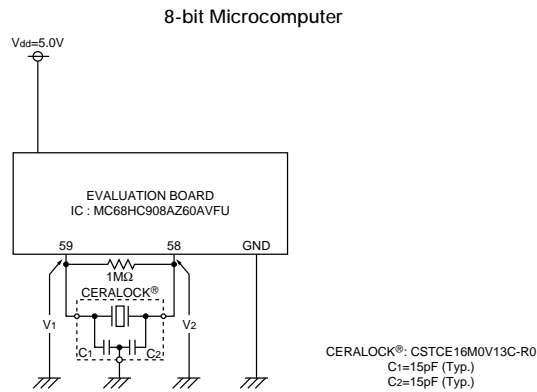 8-bit Microcomputer
Vdd=5.0V
EVALUATION BOARD
IC : MC68HC908AZ60AVFU
59
58
GND
1MΩ
CERALOCK®
V1
V2
C1
C2
CERALOCK®: CSTCE16M0V13C-R0
C1=15pF (Typ.)
C2=15pF (Typ.)